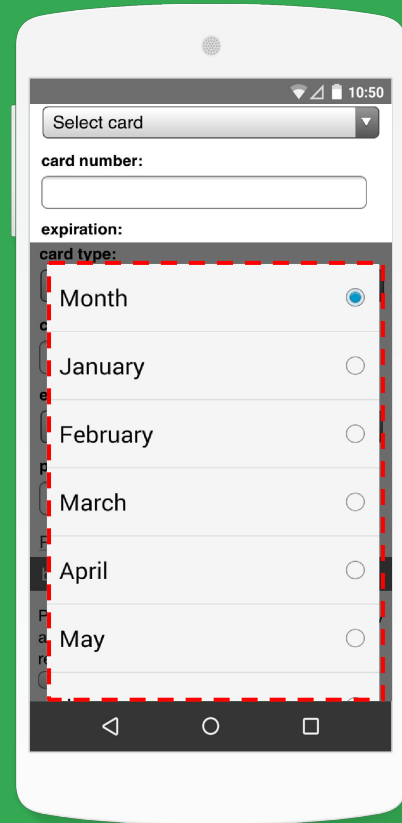 10:50
Select card
card number:
expiration:
card type:
Month
January
February
March
April
May